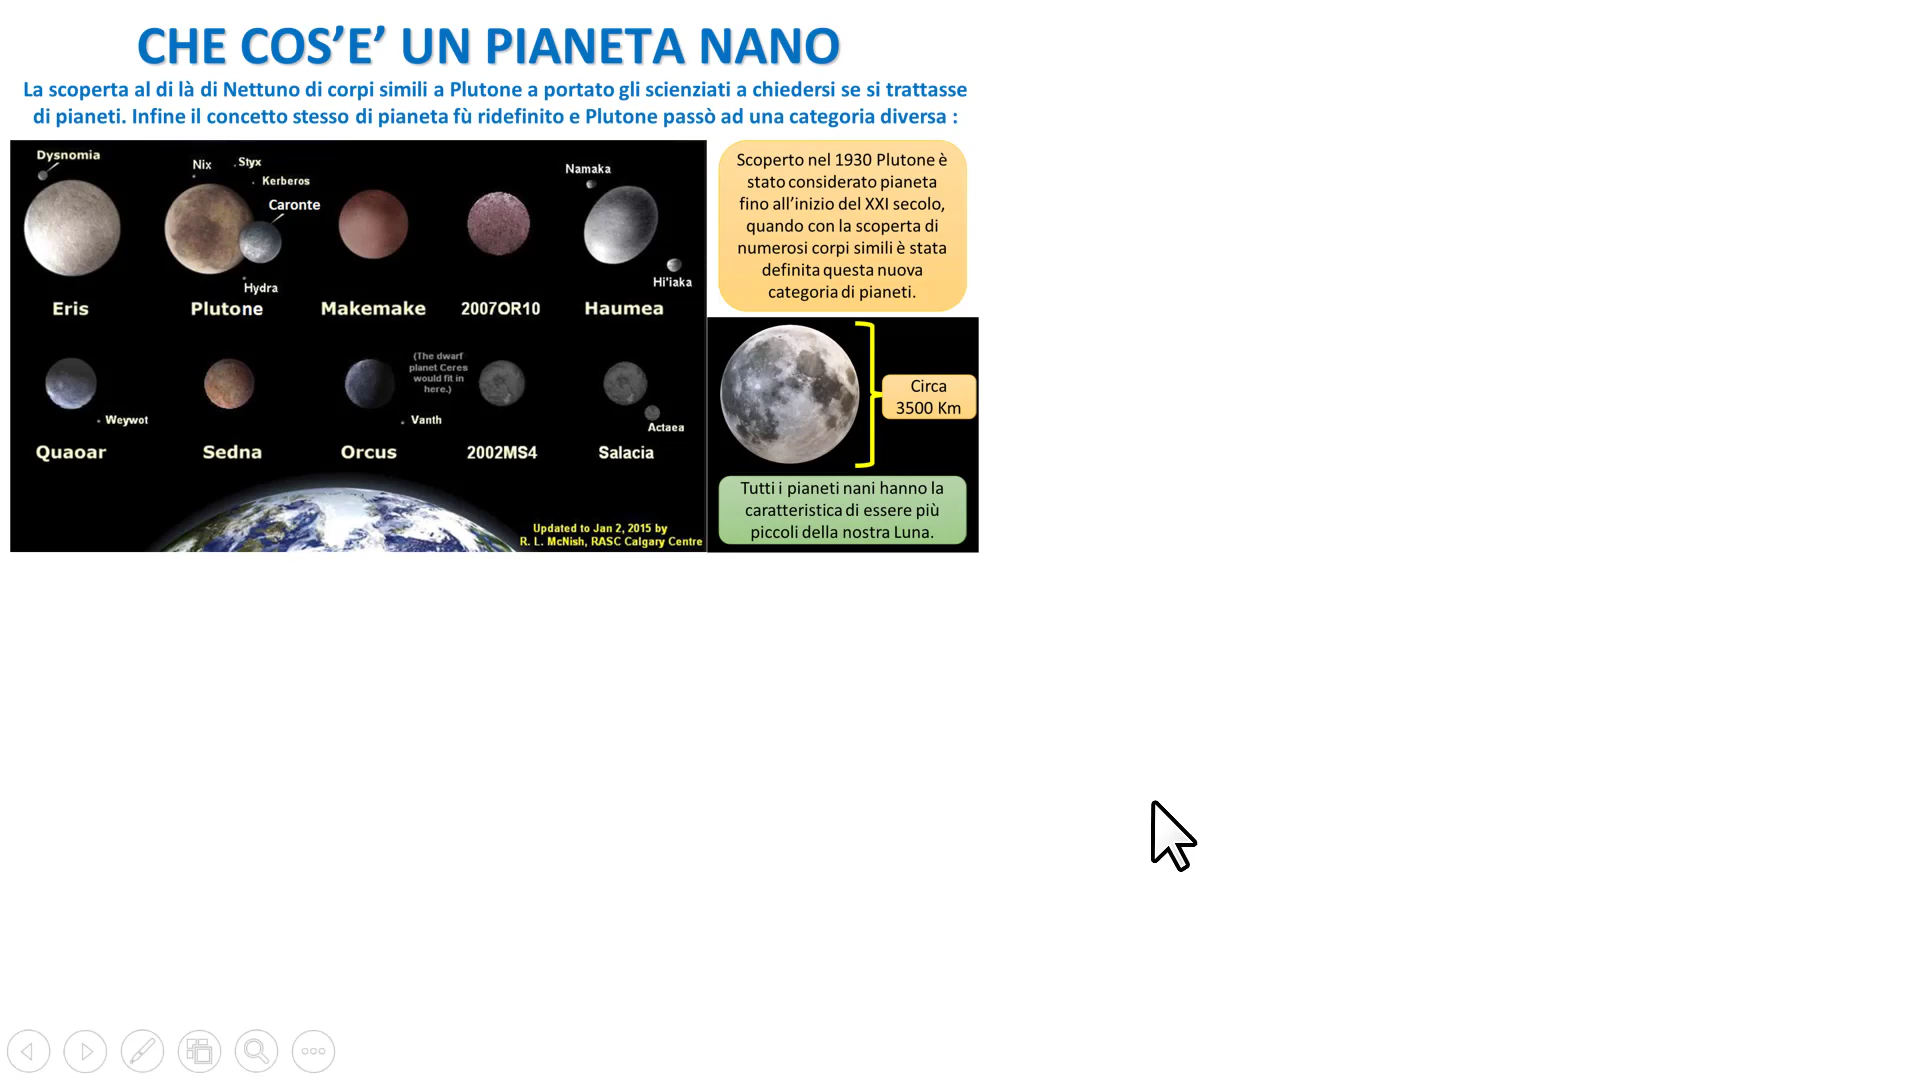 CHE COS’E’ UN PIANETA NANO
La scoperta al di là di Nettuno di corpi simili a Plutone a portato gli scienziati a chiedersi se si trattasse
di pianeti. Infine il concetto stesso di pianeta fù ridefinito e Plutone passò ad una categoria diversa :
Dysnomia
Nix
Styx
Kerberos
Caronte
Hydra
Namaka
Hi'iaka
Eris
Plutone
Makemake
2007OR10
Haumea
(The dwarf
planet Ceres
would fit in
here.)
Weywot
Vanth
Actaea
Quaoar
Sedna
Orcus
2002MS4
Salacia
Updated to Jan 2, 2015 by
R. L. McNish, RASC Calgary Centre
Scoperto nel 1930 Plutone è
stato considerato pianeta
fino all’inizio del XXI secolo,
quando con la scoperta di
numerosi corpi simili è stata
definita questa nuova
categoria di pianeti.
Circa
3500 Km
Tutti i pianeti nani hanno la
caratteristica di essere più
piccoli della nostra Luna.